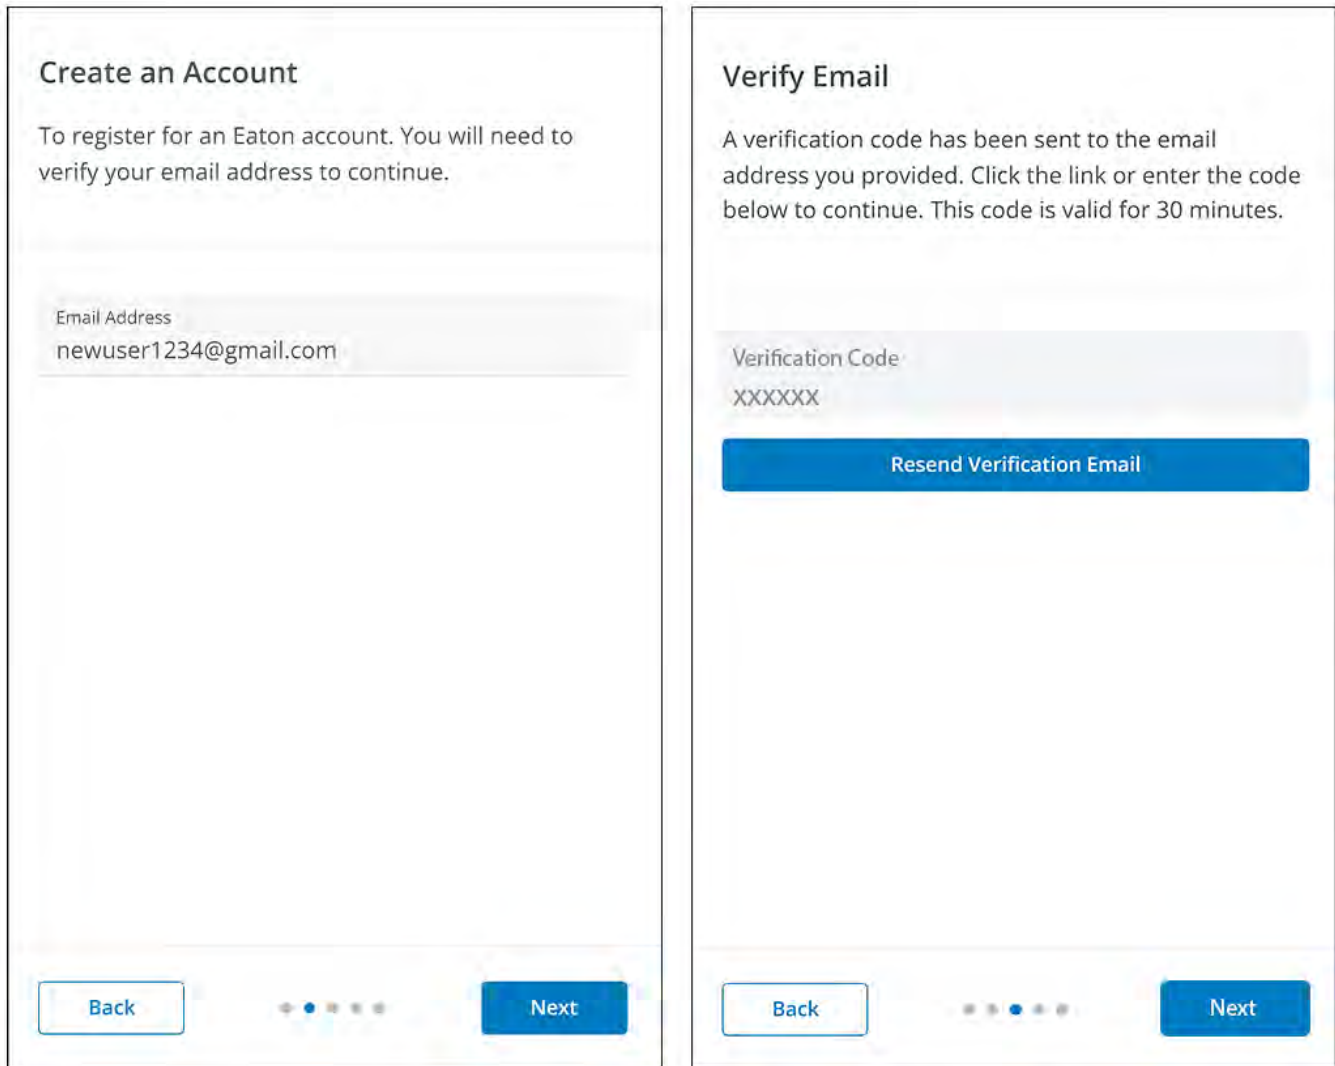 Create an Account
To register for an Eaton account. You will need to
verify your email address to continue.
Email Address
newuser1234@gmail.com
Back
Next
Verify Email
A verification code has been sent to the email
address you provided. Click the link or enter the code
below to continue. This code is valid for 30 minutes.
Verification Code
XXXXXX
Resend Verification Email
Back
Next